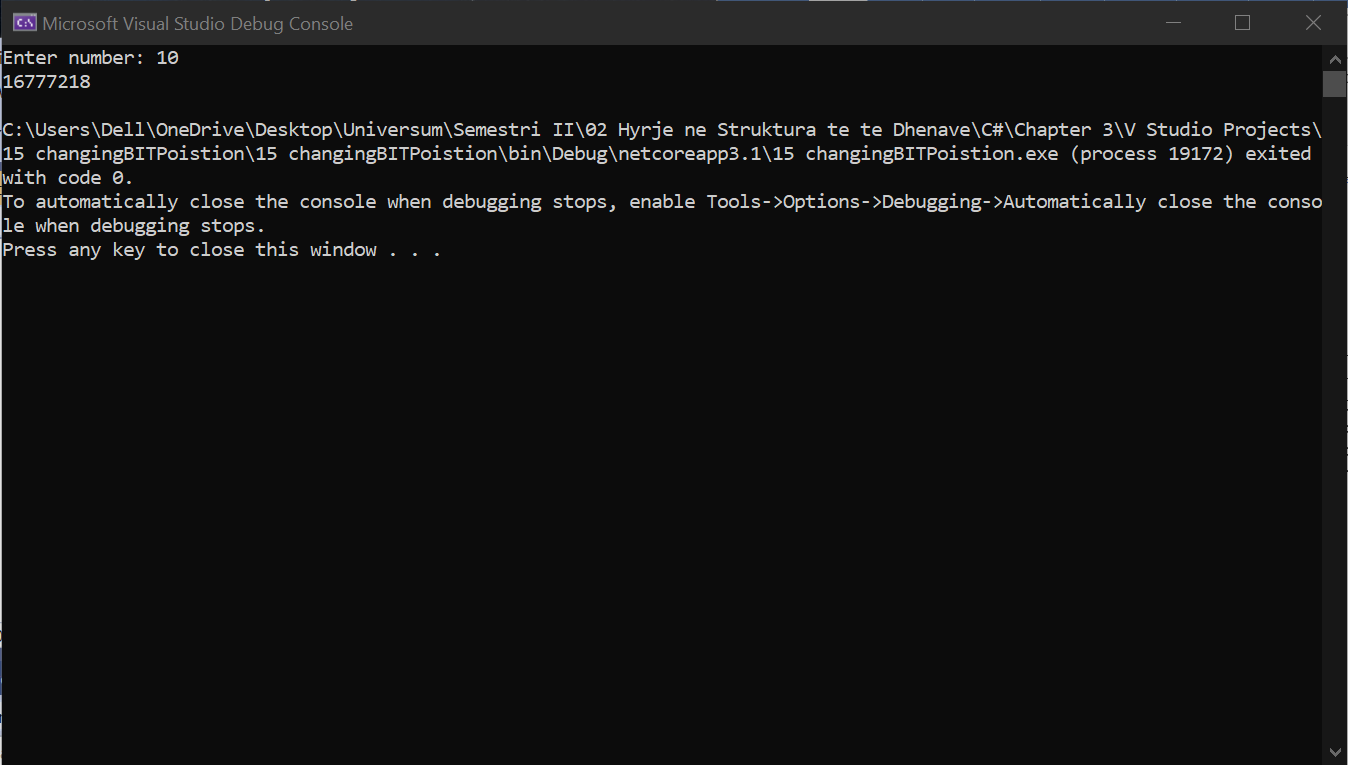 Microsoft Visual Studio Debug Console
Enter number: 10
16777218
C:\Users\Dell\OneDrive\Desktop\Universum\Semestri II\02 Hyrje ne Struktura te te Dhenave\C#\Chapter 3\V Studio Projects\
15 changingBITPoistion\15 changingBITPoistion\bin\Debug\netcoreapp3.1\15 changingBITPoistion.exe (process 19172) exited
with code 0.
To automatically close the console when debugging stops, enable Tools->Options->Debugging->Automatically close the conso
le when debugging stops.
Press any key to close this window . . .